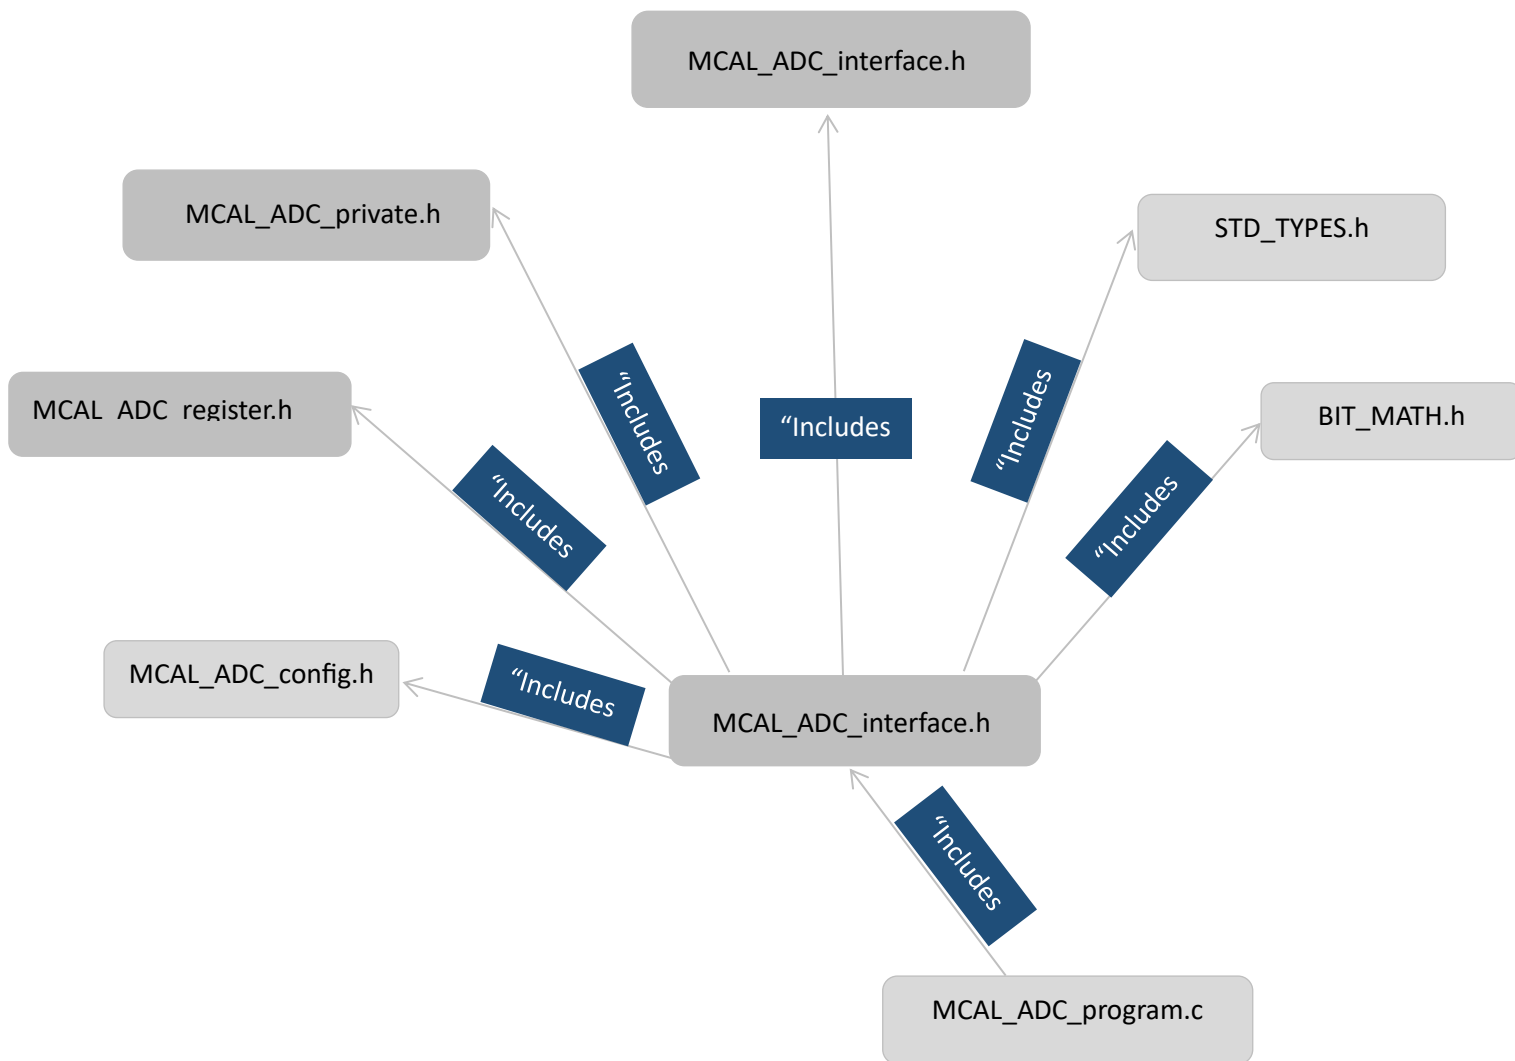 MCAL_ADC_interface.h
MCAL_ADC_private.h
STD_TYPES.h
MCAL_ADC_register.h
BIT_MATH.h
“Includes
“Includes
“Includes
“Includes
“Includes
MCAL_ADC_config.h
“Includes
MCAL_ADC_interface.h
“Includes
MCAL_ADC_program.c